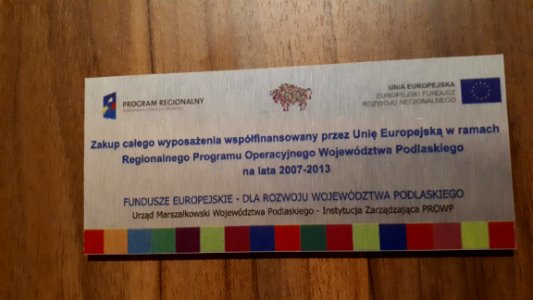 PROGRAM REGIONALNY
UNIA EUROPEJSKA
EUROPEJSKI FUNDUSZ
ROZWOJU REGIONALNEGO
Zakup całego wyposażenia współfinansowany przez Unię Europejską w ramach
Regionalnego Programu Operacyjnego Województwa Podlaskiego
na lata 2007-2013
FUNDUSZE EUROPEJSKIE - DLA ROZWOJU WOJEWÓDZTWA PODLASKIEGO
Urząd Marszałkowski Województwa Podlaskiego - Instytucja Zarządzająca PROWP